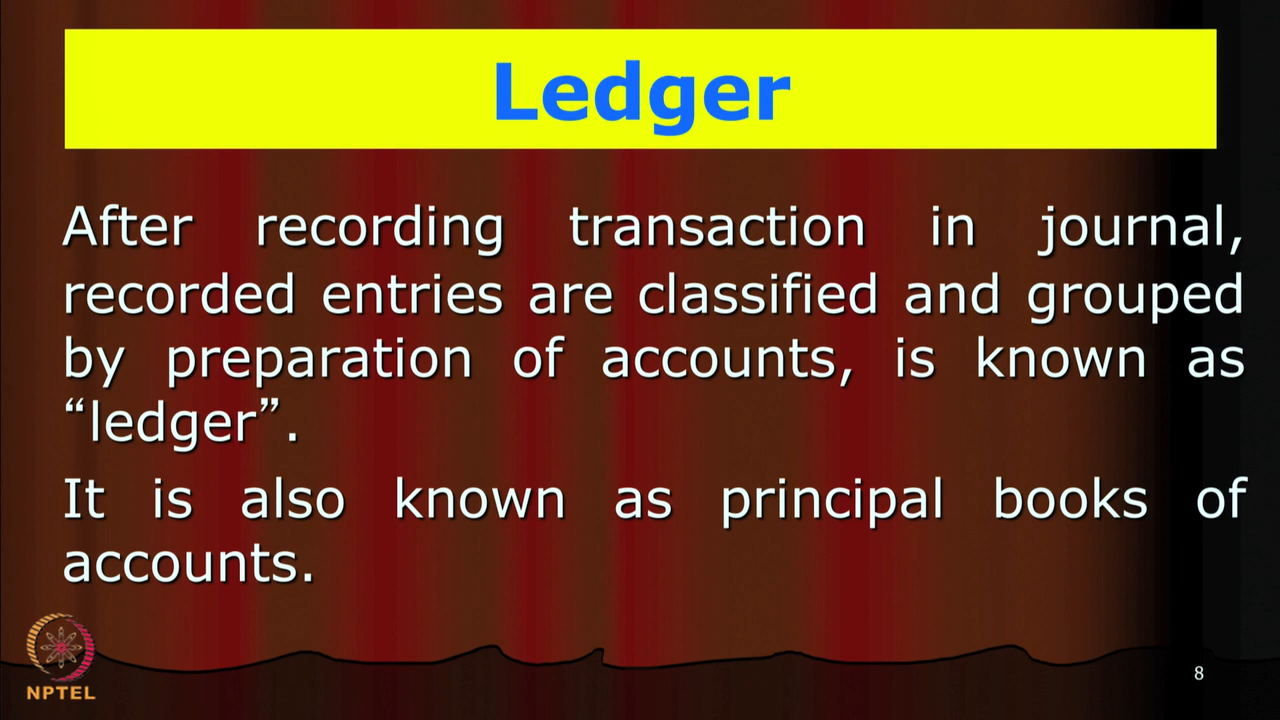 Ledger
After recording transaction in journal,
recorded entries are classified and grouped
by preparation of accounts, is known as
“ledger”.
It is also known as principal books of
accounts.
NPTEL
8